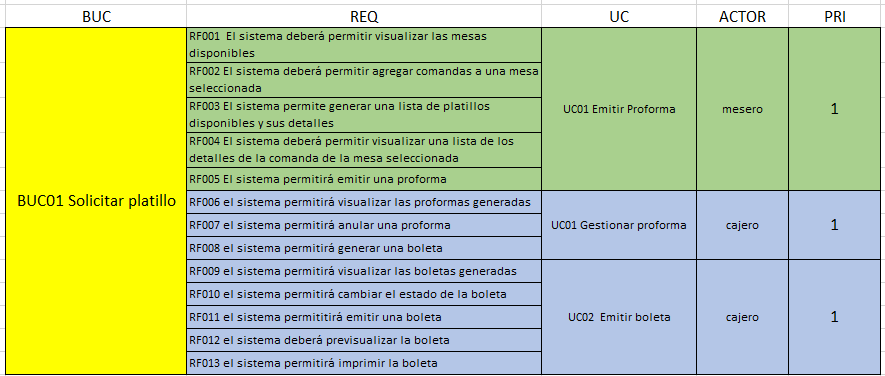 BUC REQ UC ACTOR PRI
BUC01 Solicitar platillo
RF001 El sistema deberá permitir visualizar las mesas
disponibles
RF002 El sistema deberá permitir agregar comandas a una mesa
seleccionada
RF003 El sistema permite generar una lista de platillos
disponibles y sus detalles
RF004 El sistema deberá permitir visualizar una lista de los
detalles de la comanda de la mesa seleccionada
RF005 El sistema permitirá emitir una proforma
UC01 Emitir Proforma
mesero
1
RF006 el sistema permitirá visualizar las proformas generadas
RF007 el sistema permitirá anular una proforma
RF008 el sistema permitirá generar una boleta
UC01 Gestionar proforma
cajero
1
RF009 el sistema permitirá visualizar las boletas generadas
RF010 el sistema permitirá cambiar el estado de la boleta
RF011 el sistema permititirá emitir una boleta
RF012 el sistema deberá previsualizar la boleta
RF013 el sistema permitirá imprimir la boleta
UC02 Emitir boleta
cajero
1